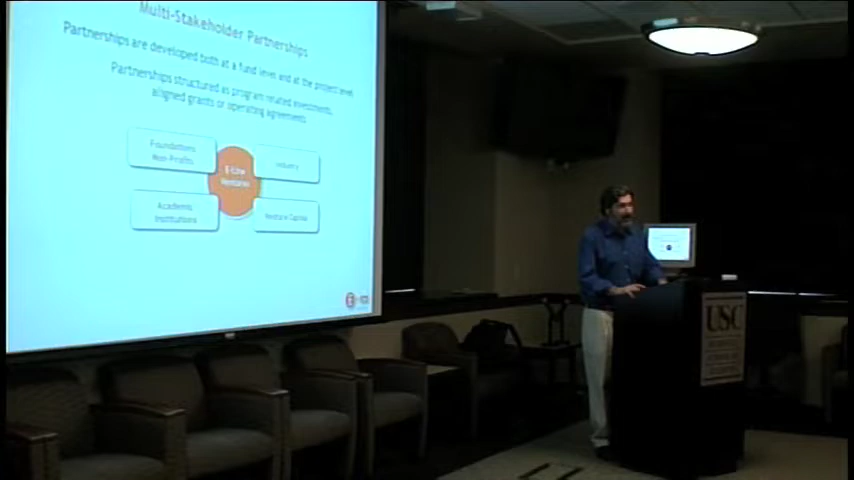 Multi-Stakeholder Partnerships
Partnerships are developed both at a fund level and at the project level
Partnerships structured as program related investments,
aligned grants or operating agreements
Foundations
Non-Profits
Industry
E-Line
Ventures
Academic
Institutions
Venture Capital
USC